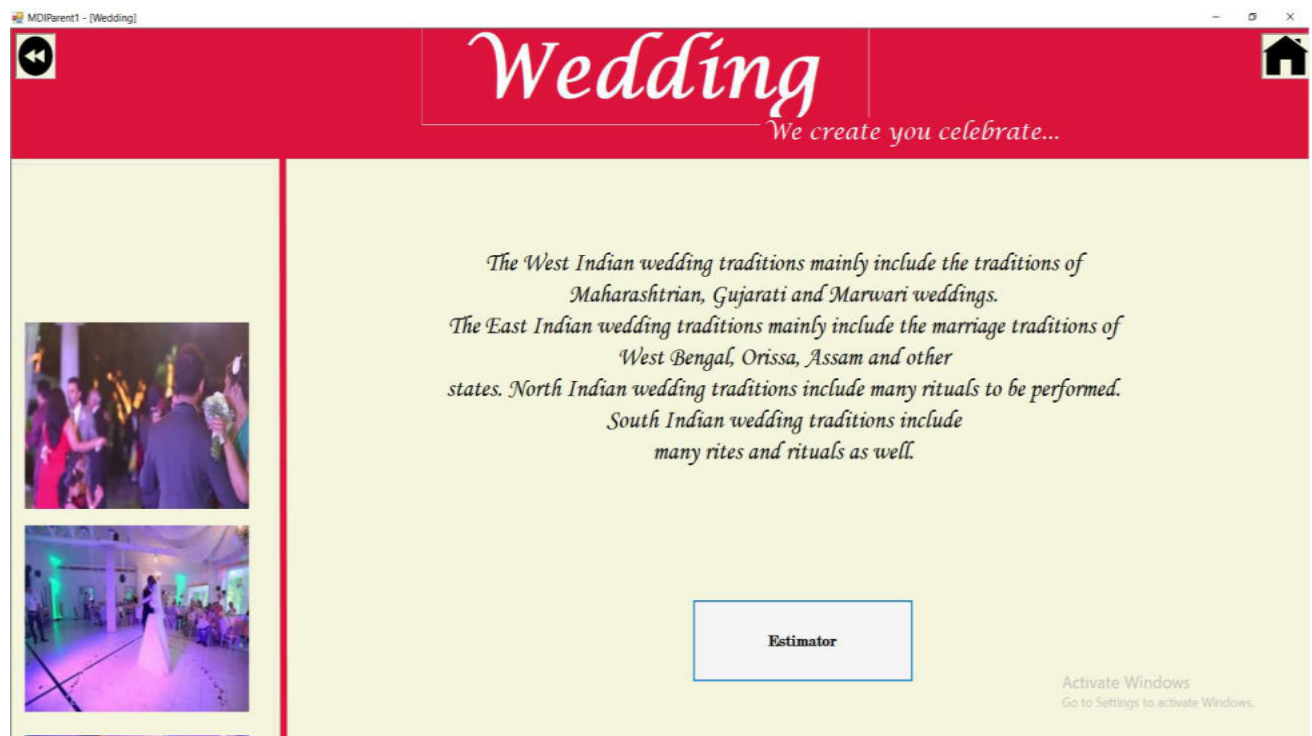 MDIParent1 - [Wedding]
Wedding
We create you celebrate...
The West Indian wedding traditions mainly include the traditions of
Maharashtrian, Gujarati and Marwari weddings.
The East Indian wedding traditions mainly include the marriage traditions of
West Bengal, Orissa, Assam and other
states. North Indian wedding traditions include many rituals to be performed.
South Indian wedding traditions include
many rites and rituals as well.
Estimator
Activate Windows
Go to Settings to activate Windows.